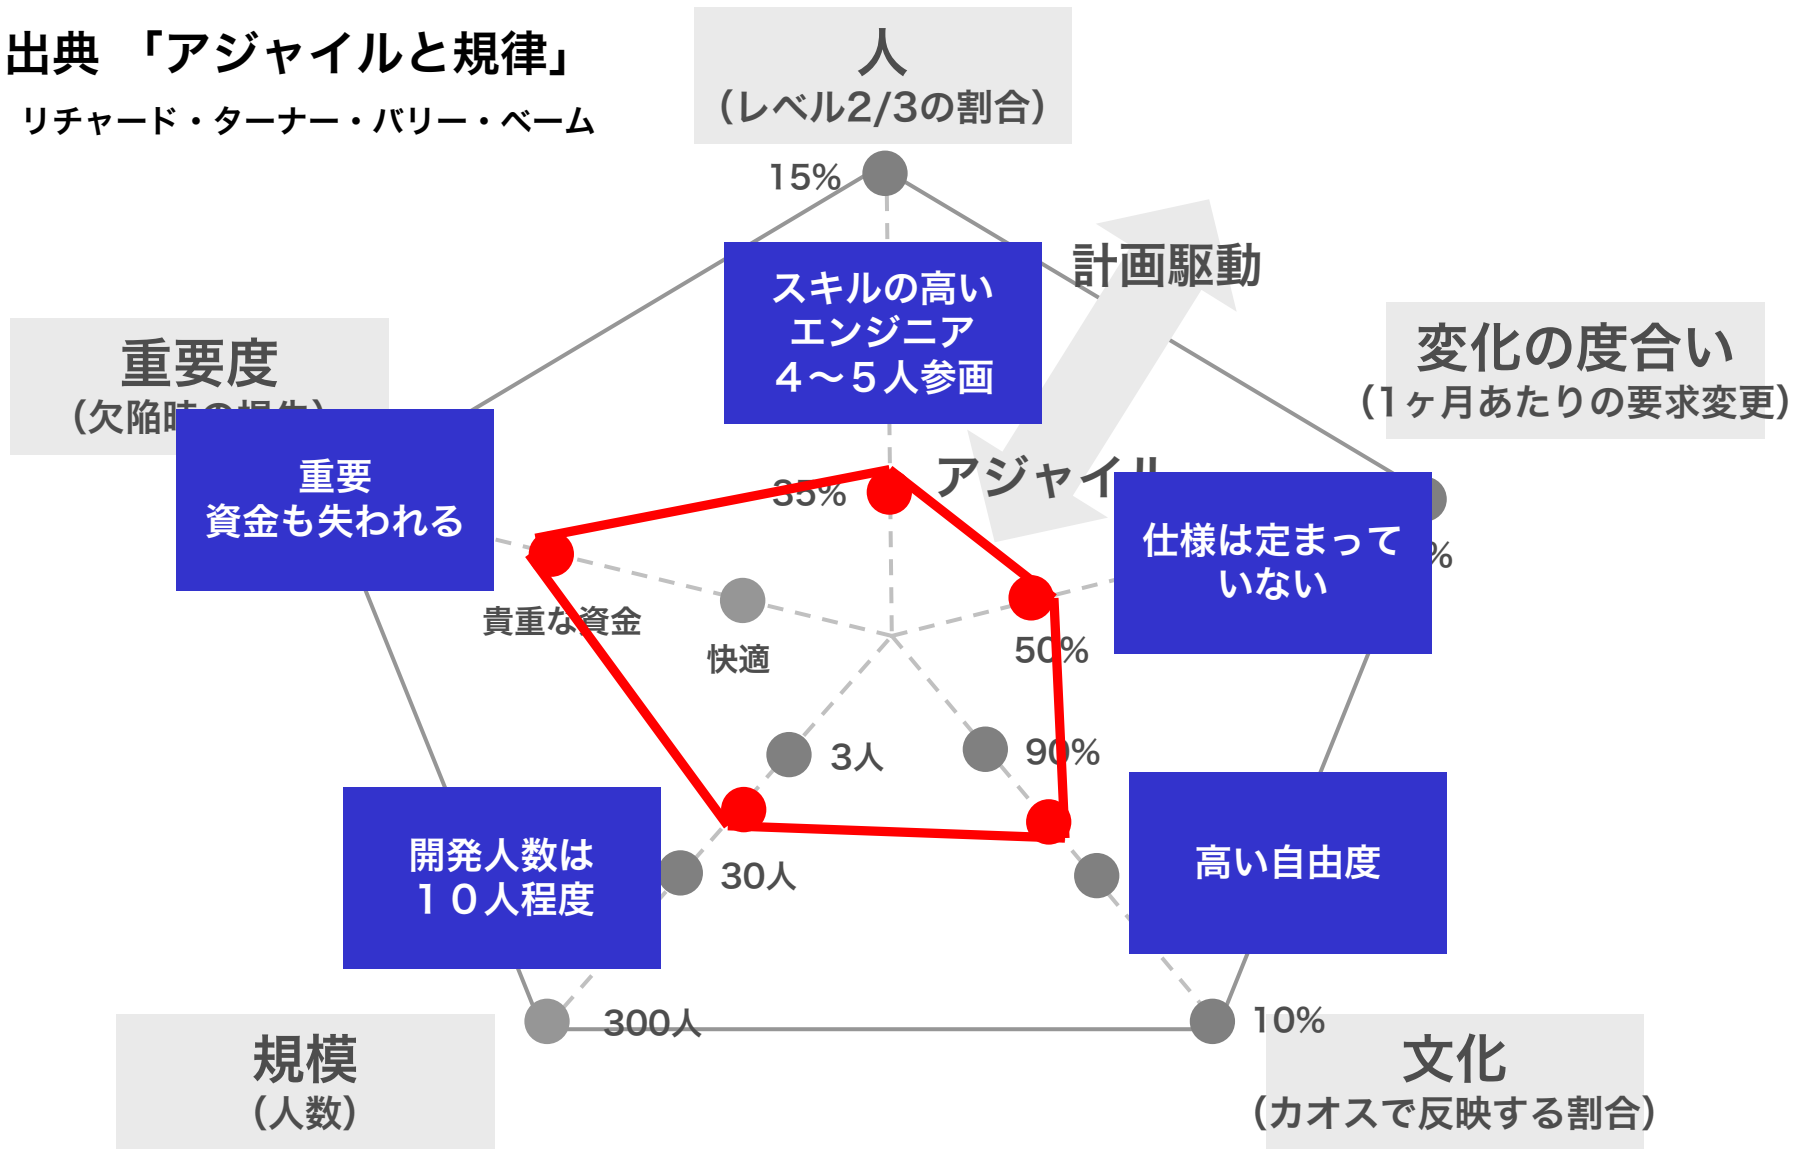 出典 「アジャイルと規律」
リチャード・ターナー・バリー・ベーム
人
（レベル2/3の割合）
15%
計画駆動
スキルの高い
エンジニア
４～５人参画
重要度
変化の度合い
（1ヶ月あたりの要求変更）
重要
資金も失われる
35%
アジャイル
仕様は定まって
いない
%
貴重な資金
快適
50%
3人
90%
開発人数は
１０人程度
30人
高い自由度
300人
10%
規模
（人数）
文化
（カオスで反映する割合）